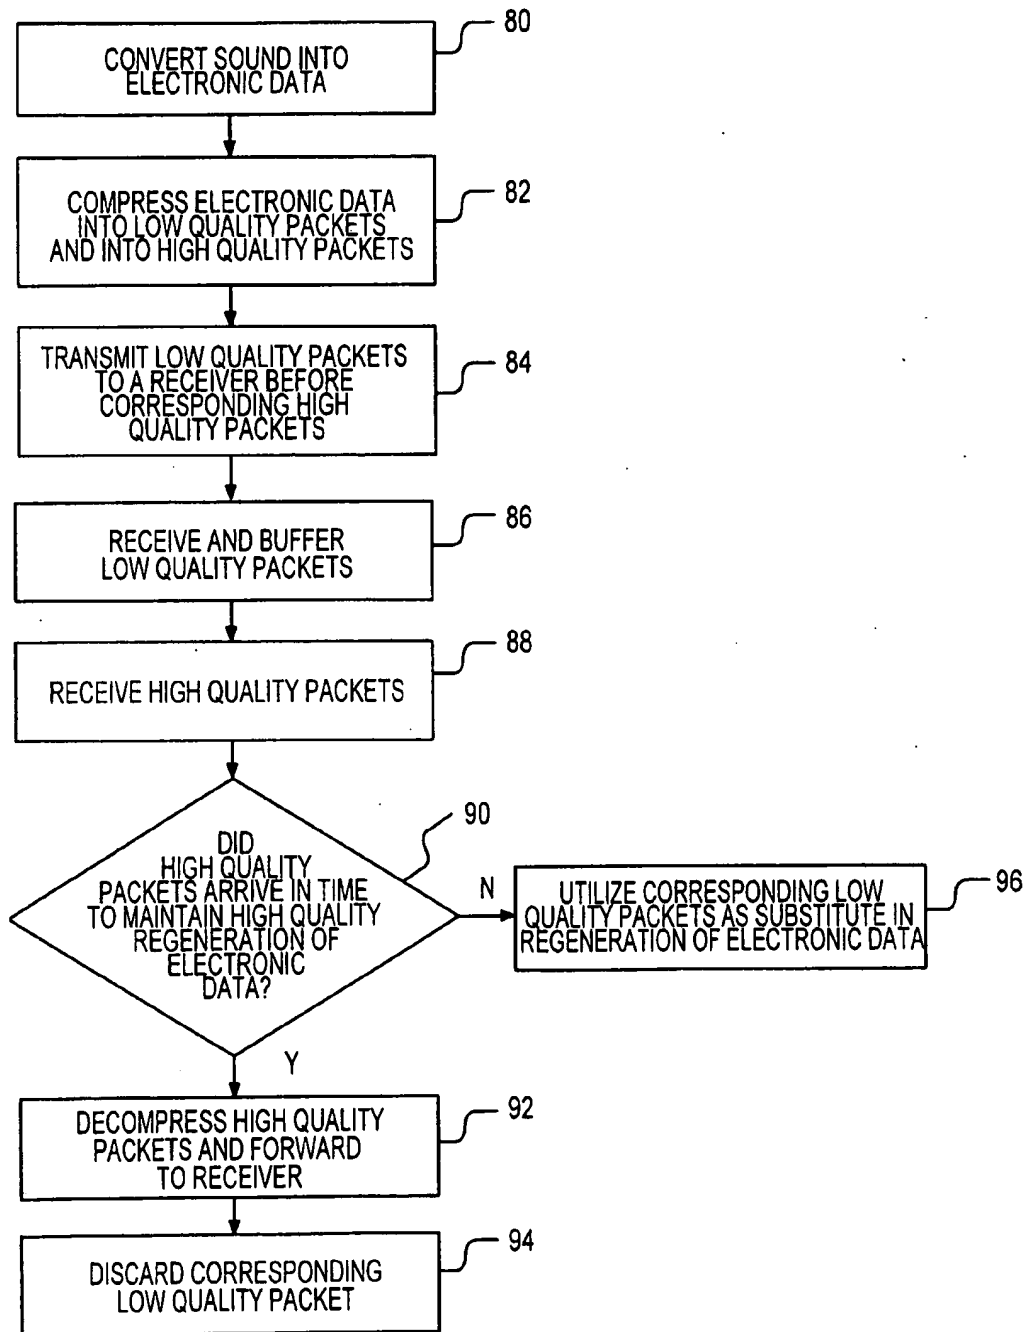 80
CONVERT SOUND INTO
ELECTRONIC DATA
82
COMPRESS ELECTRONIC DATA
INTO LOW QUALITY PACKETS
AND INTO HIGH QUALITY PACKETS
84
TRANSMIT LOW QUALITY PACKETS
TO A RECEIVER BEFORE
CORRESPONDING HIGH
QUALITY PACKETS
86
RECEIVE AND BUFFER
LOW QUALITY PACKETS
88
RECEIVE HIGH QUALITY PACKETS
90
DID
HIGH QUALITY
PACKETS ARRIVE IN TIME
TO MAINTAIN HIGH QUALITY
REGENERATION OF
ELECTRONIC
DATA?
N
96
UTILIZE CORRESPONDING LOW
QUALITY PACKETS AS SUBSTITUTE IN
REGENERATION OF ELECTRONIC DATA
Y
92
DECOMPRESS HIGH QUALITY
PACKETS AND FORWARD
TO RECEIVER
94
DISCARD CORRESPONDING
LOW QUALITY PACKET